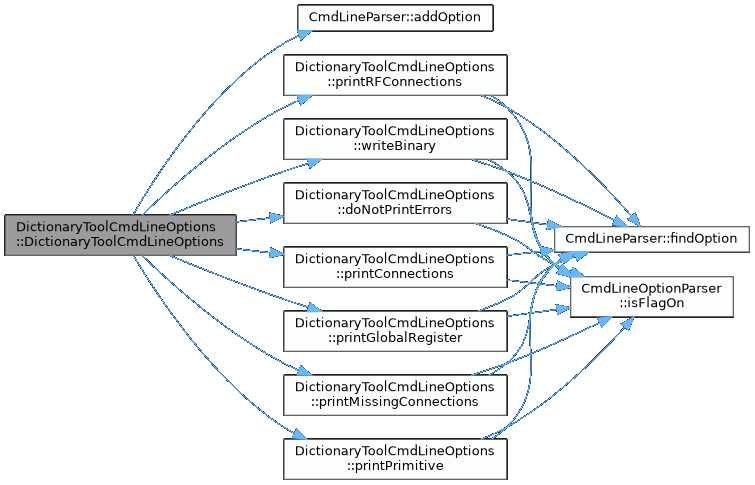 CmdLineParser::addOption
DictionaryToolCmdLineOptions
::printRFConnections
DictionaryToolCmdLineOptions
::writeBinary
DictionaryToolCmdLineOptions
::doNotPrintErrors
DictionaryToolCmdLineOptions
::DictionaryToolCmdLineOptions
CmdLineParser::findOption
DictionaryToolCmdLineOptions
::printConnections
CmdLineOptionParser
::isFlagOn
DictionaryToolCmdLineOptions
::printGlobalRegister
DictionaryToolCmdLineOptions
::printMissingConnections
DictionaryToolCmdLineOptions
::printPrimitive